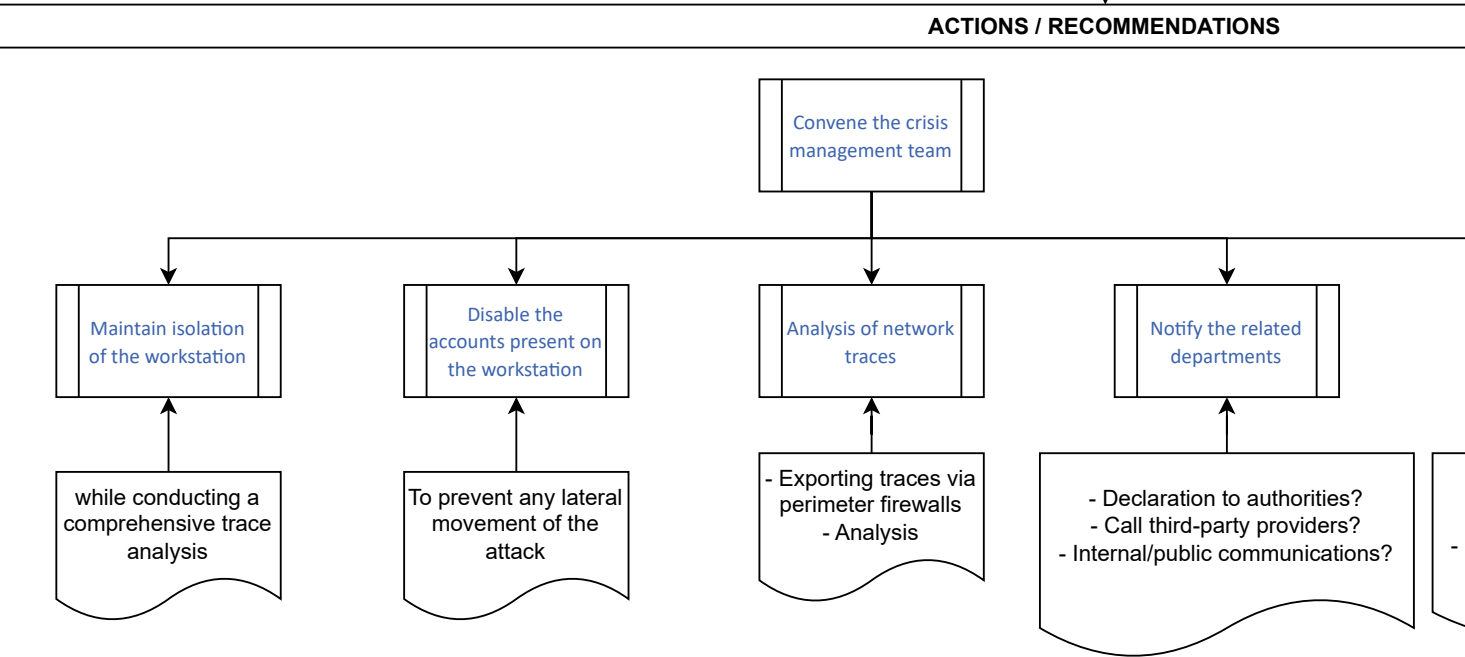 ACTIONS / RECOMMENDATIONS
Convene the crisis
management team
Maintain isolation
of the workstation
Disable the
accounts present on
the workstation
Analysis of network
traces
Notify the related
departments
while conducting a
comprehensive trace
analysis
To prevent any lateral
movement of the
attack
- Exporting traces via
perimeter firewalls
- Analysis
- Declaration to authorities?
- Call third-party providers?
- Internal/public communications?
-